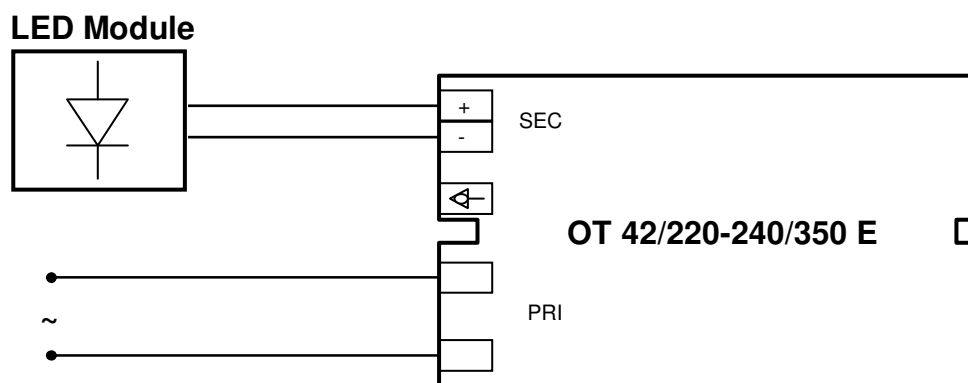 LED Module
+
SEC
-
OT 42/220-240/350 E
PRI
~